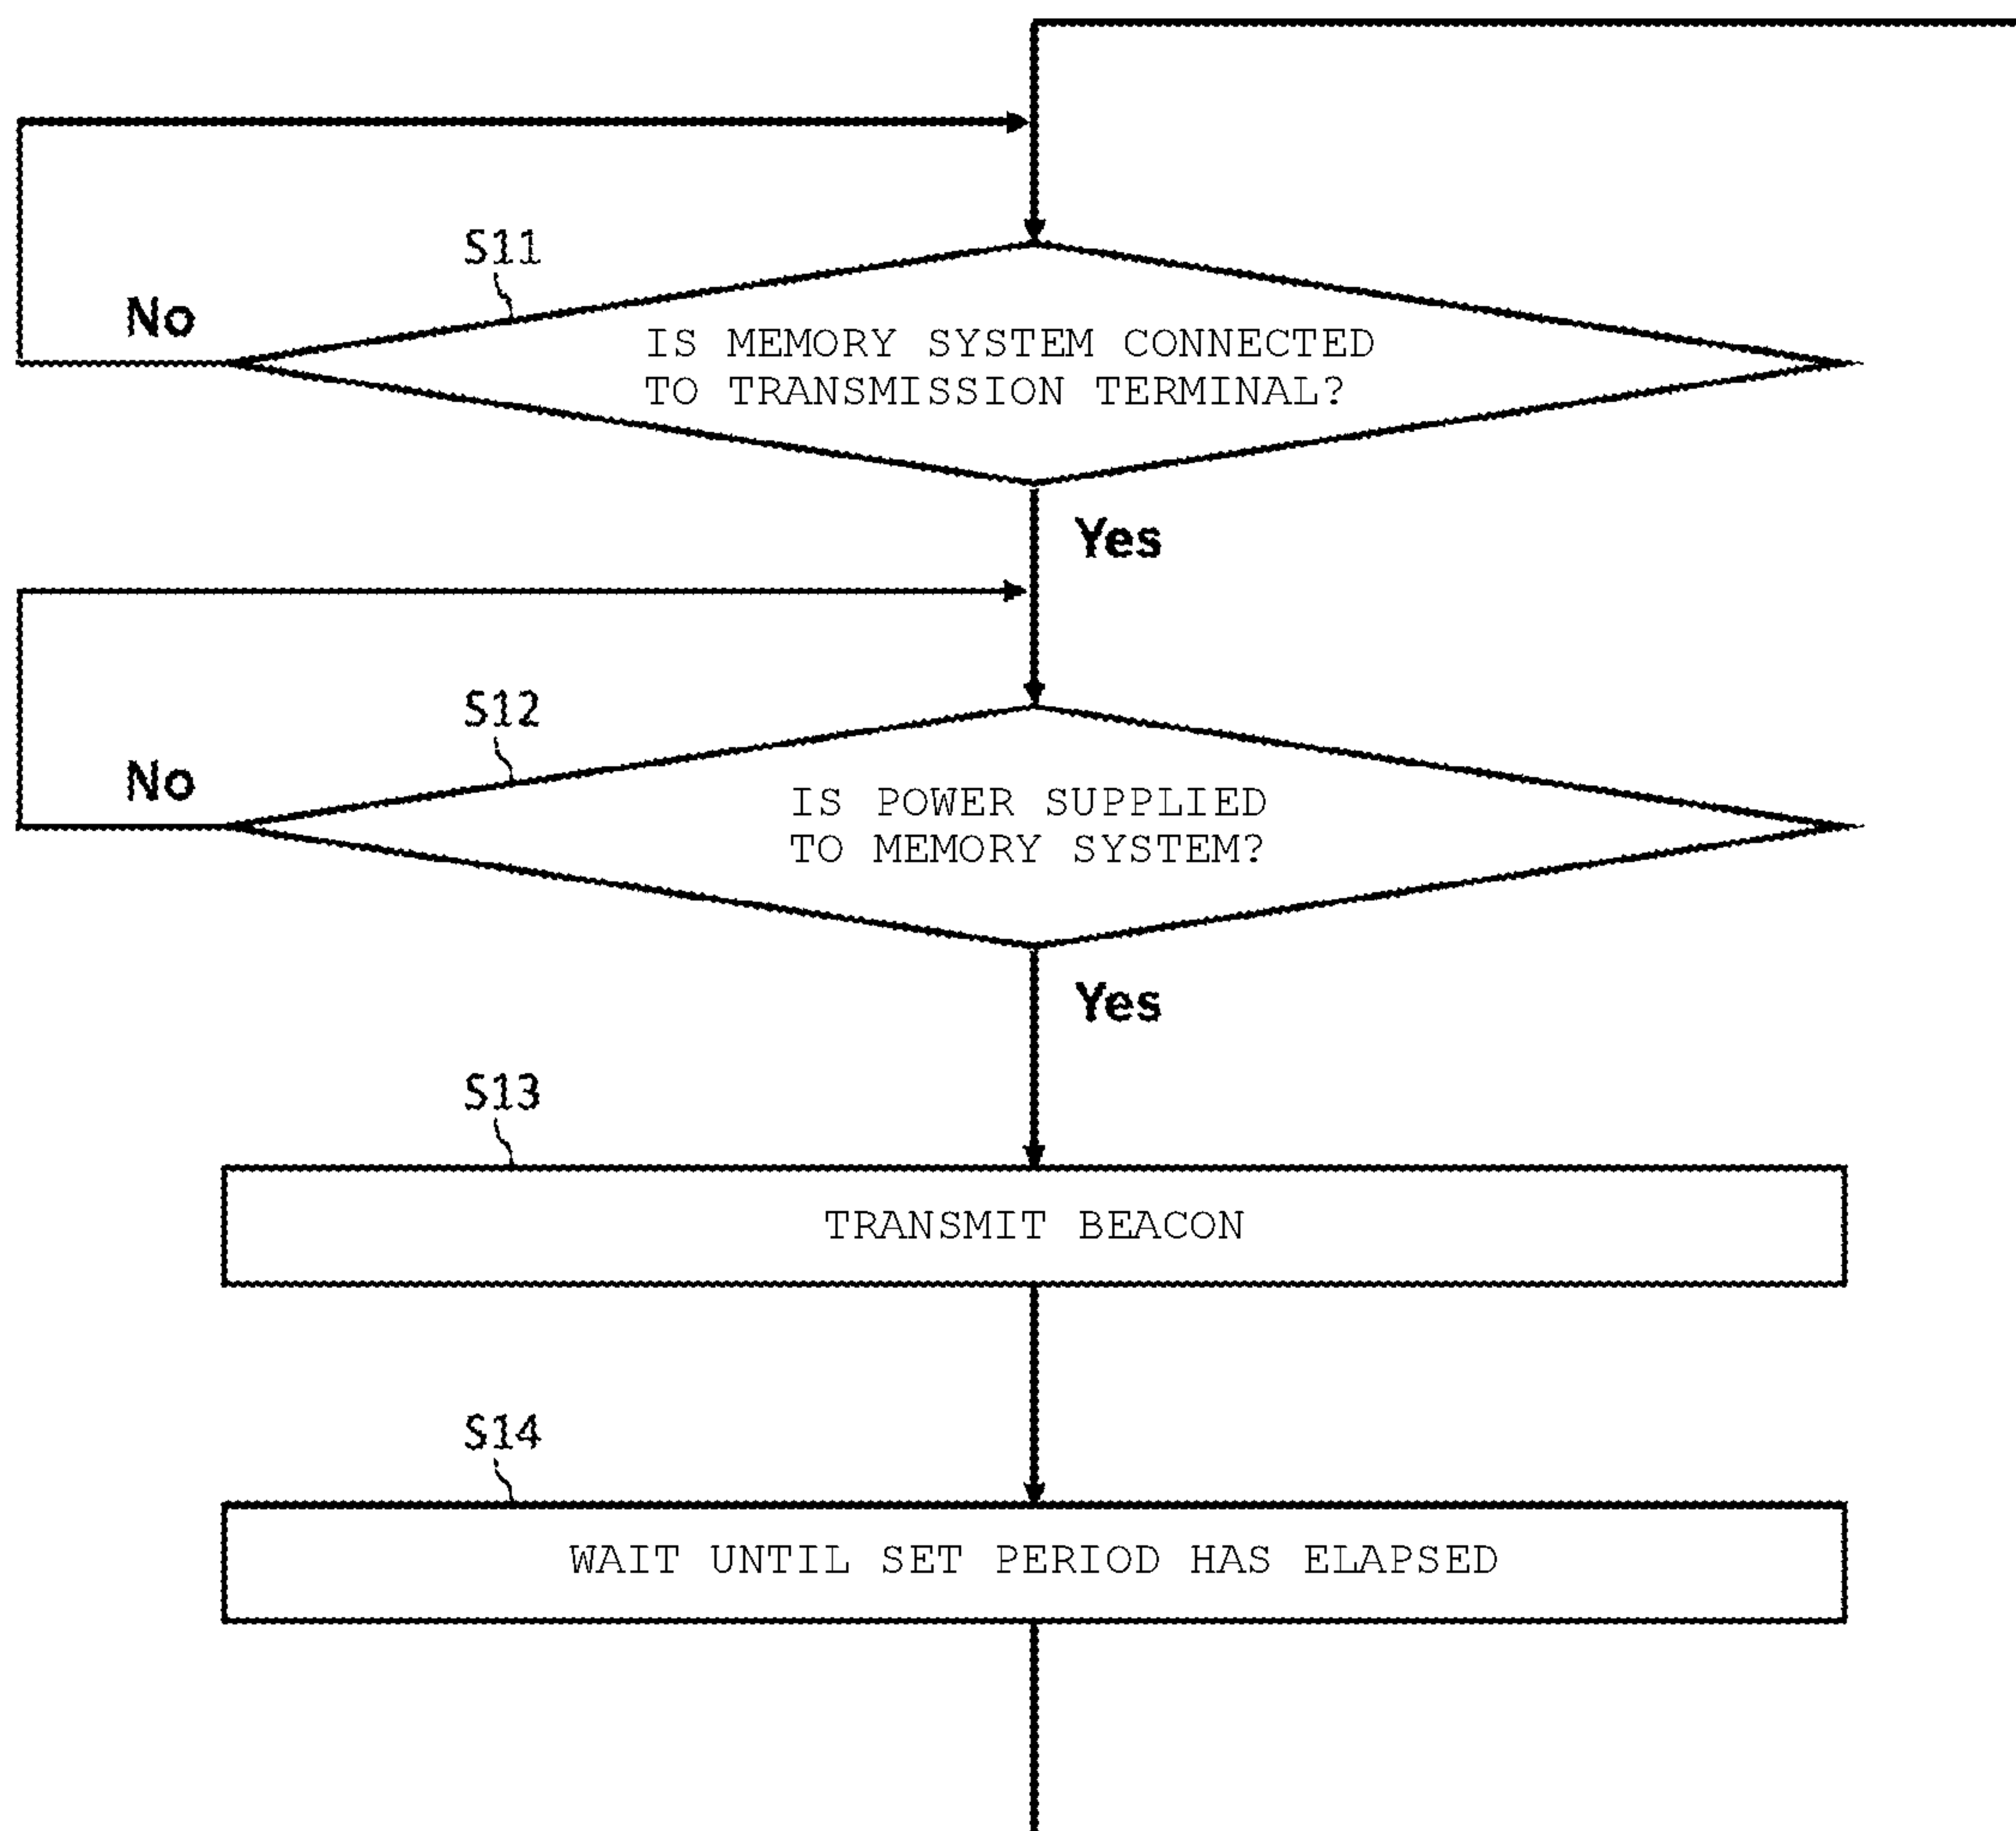 S11
No
IS MEMORY SYSTEM CONNECTED
TO TRANSMISSION TERMINAL?
Yes
S12
No
IS POWER SUPPLIED
TO MEMORY SYSTEM?
Yes
S13
TRANSMIT BEACON
S14
WAIT UNTIL SET PERIOD HAS ELAPSED